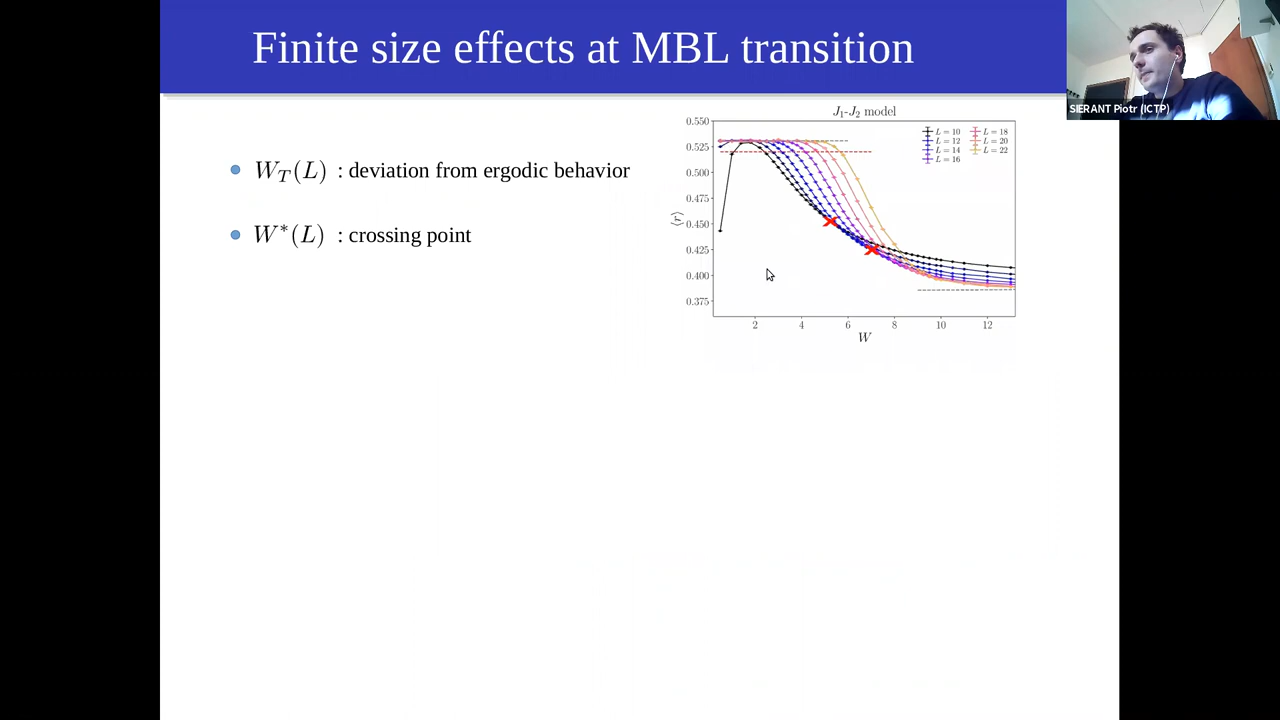 Finite size effects at MBL transition
SIERANT Piotr (ICTP)
W_T(L) : deviation from ergodic behavior
W*(L) : crossing point
J₁-J₂ model
0.550
0.525
0.500
0.475
0.450
0.425
0.400
0.375
⟨r⟩
L = 10
L = 12
L = 14
L = 16
L = 18
L = 20
L = 22
2 4 6 8 10 12
W